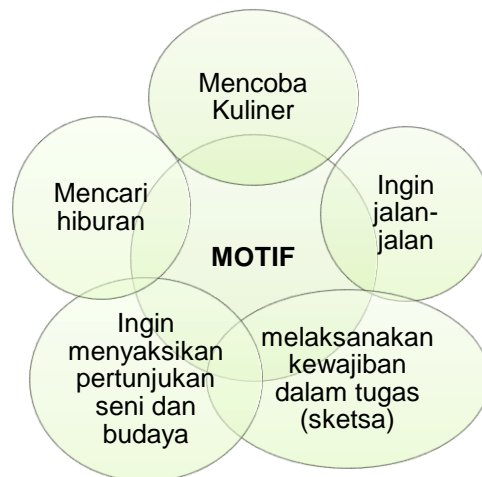 Mencoba
Kuliner
Mencari
hiburan
Ingin
jalan-
jalan
MOTIF
Ingin
menyaksikan
pertunjukan
seni dan
budaya
melaksanakan
kewajiban
dalam tugas
(sketsa)